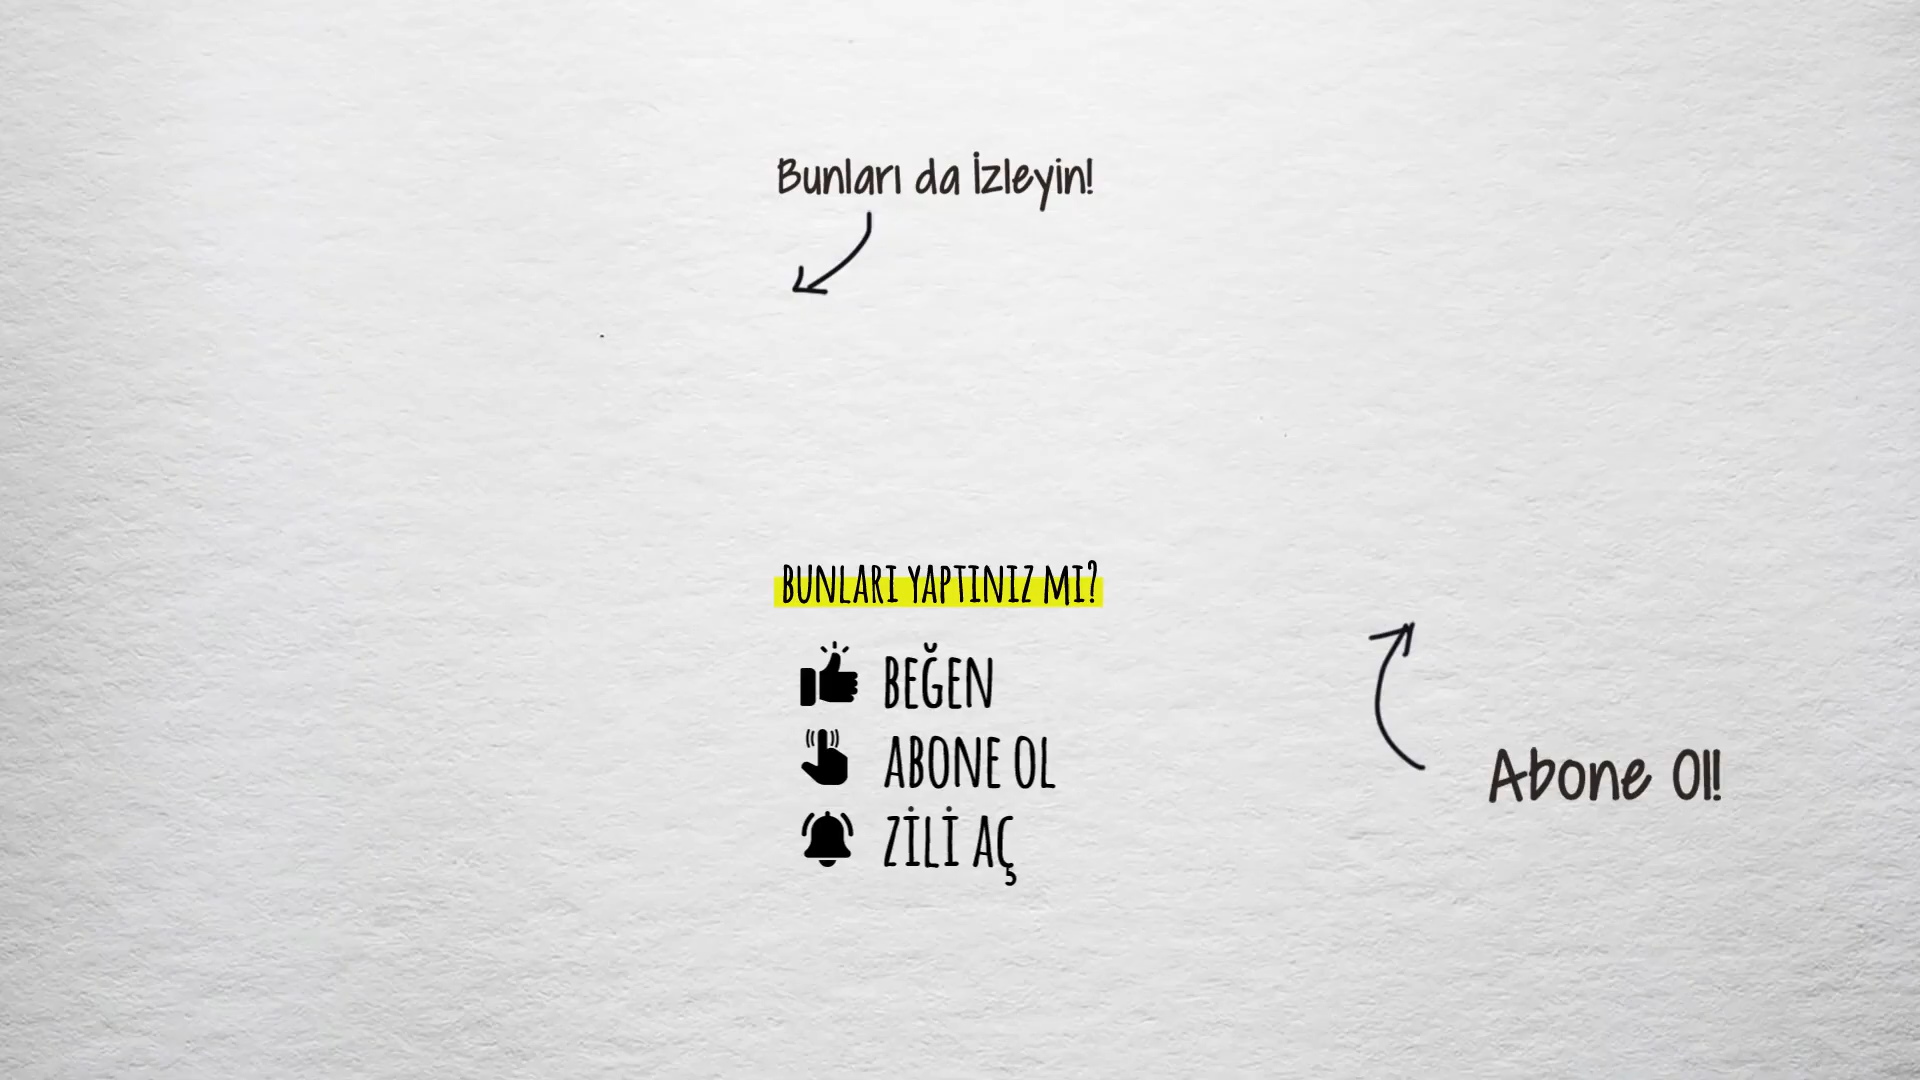 Bunları da İzleyin!
BUNLARI YAPTINIZ MI?
BEĞEN
ABONE OL
ZİLİ AÇ
Abone Ol!